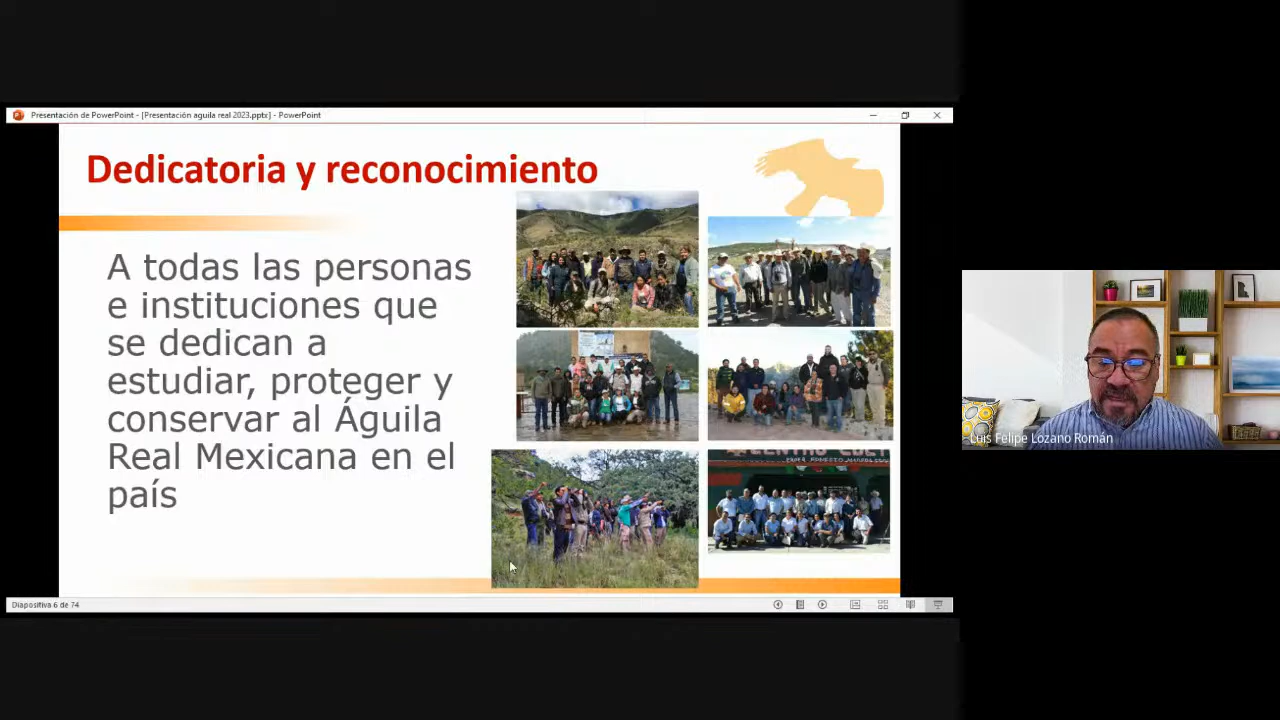 Presentación de PowerPoint - [Presentación aguila real 2023.pptx] - PowerPoint
Dedicatoria y reconocimiento
A todas las personas
e instituciones que
se dedican a
estudiar, proteger y
conservar al Águila
Real Mexicana en el
país
CENTRO
Luis Felipe Lozano Román
Diapositiva 6 de 74